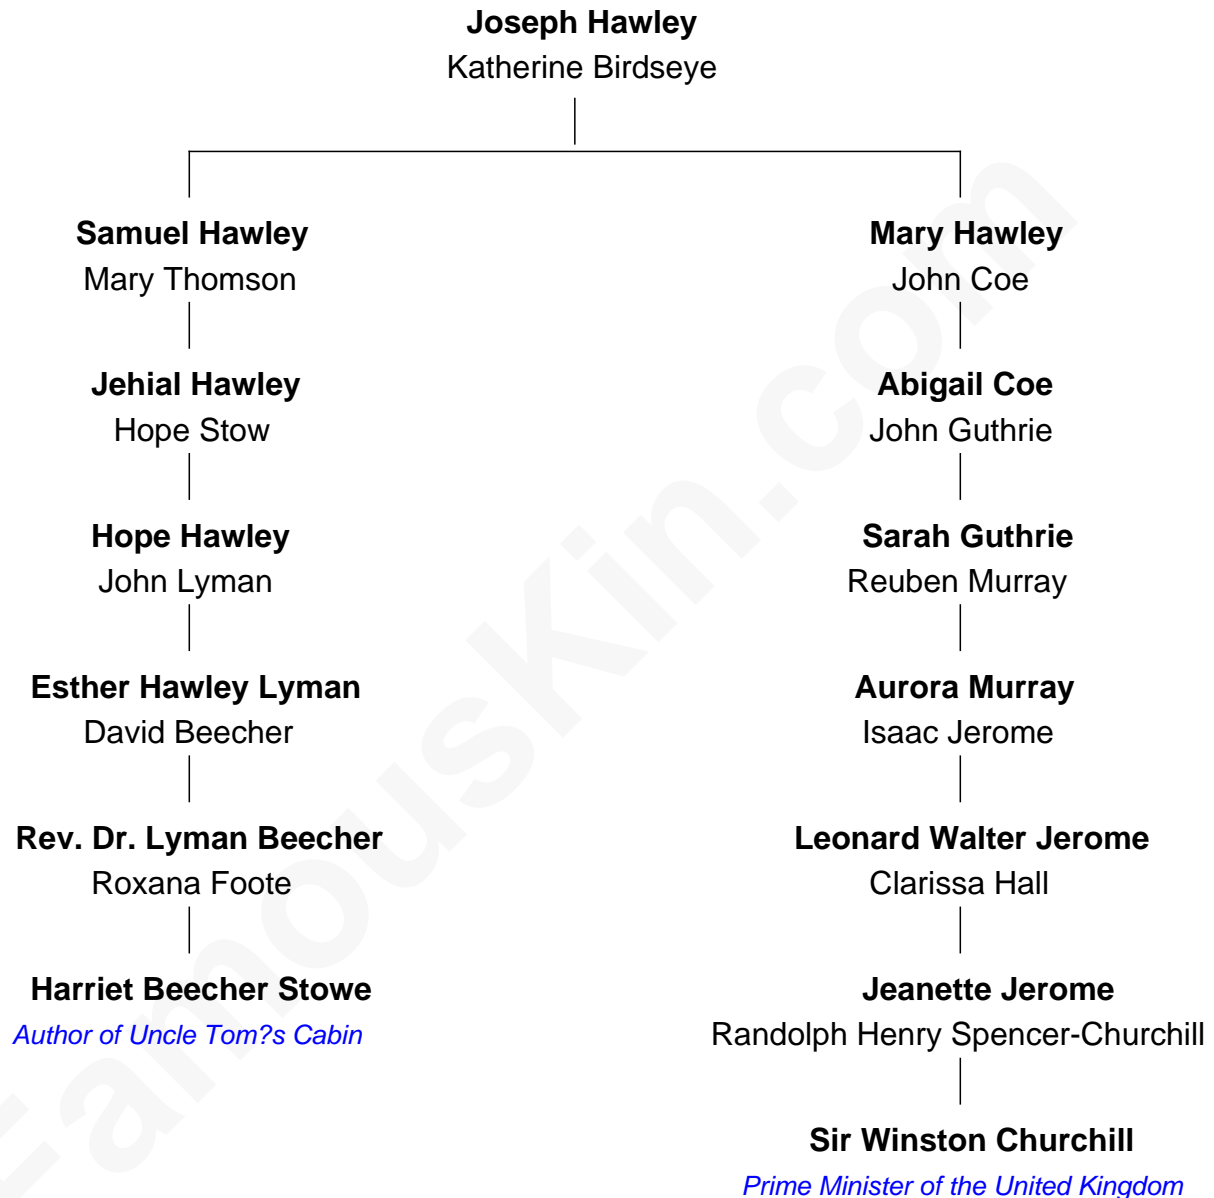 Joseph Hawley
Katherine Birdseye
Samuel Hawley
Mary Thomson
Mary Hawley
John Coe
Jehial Hawley
Hope Stow
Abigail Coe
John Guthrie
Hope Hawley
John Lyman
Sarah Guthrie
Reuben Murray
Esther Hawley Lyman
David Beecher
Aurora Murray
Isaac Jerome
Rev. Dr. Lyman Beecher
Roxana Foote
Leonard Walter Jerome
Clarissa Hall
Harriet Beecher Stowe
Author of Uncle Tom?s Cabin
Jeanette Jerome
Randolph Henry Spencer-Churchill
Sir Winston Churchill
Prime Minister of the United Kingdom
FamousKin.com